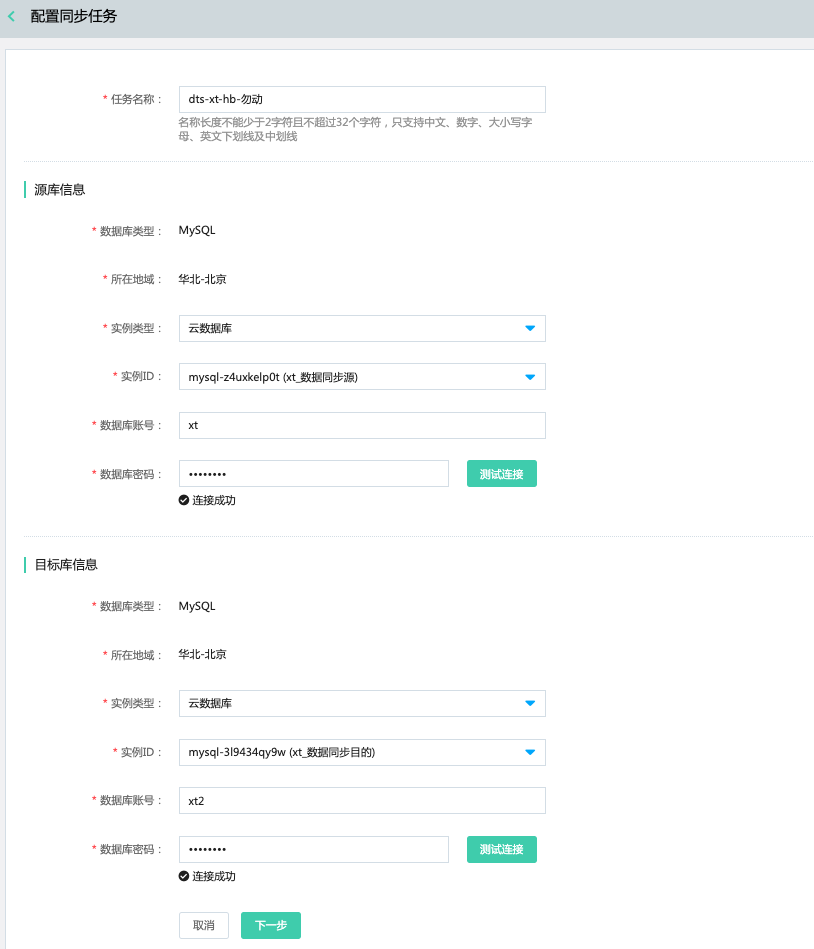 配置同步任务
* 任务名称： dts-xt-hb-勿动
名称长度不能少于2字符且不超过32个字符，只支持中文、数字、大小写字
母、英文下划线及中划线
源库信息
* 数据库类型： MySQL
* 所在地域： 华北-北京
* 实例类型： 云数据库
* 实例ID： mysql-z4uxkelp0t (xt_数据同步源)
* 数据库账号： xt
* 数据库密码： •••••••• 测试连接
连接成功
目标库信息
* 数据库类型： MySQL
* 所在地域： 华北-北京
* 实例类型： 云数据库
* 实例ID： mysql-3l9434qy9w (xt_数据同步目的)
* 数据库账号： xt2
* 数据库密码： •••••••• 测试连接
连接成功
取消 下一步